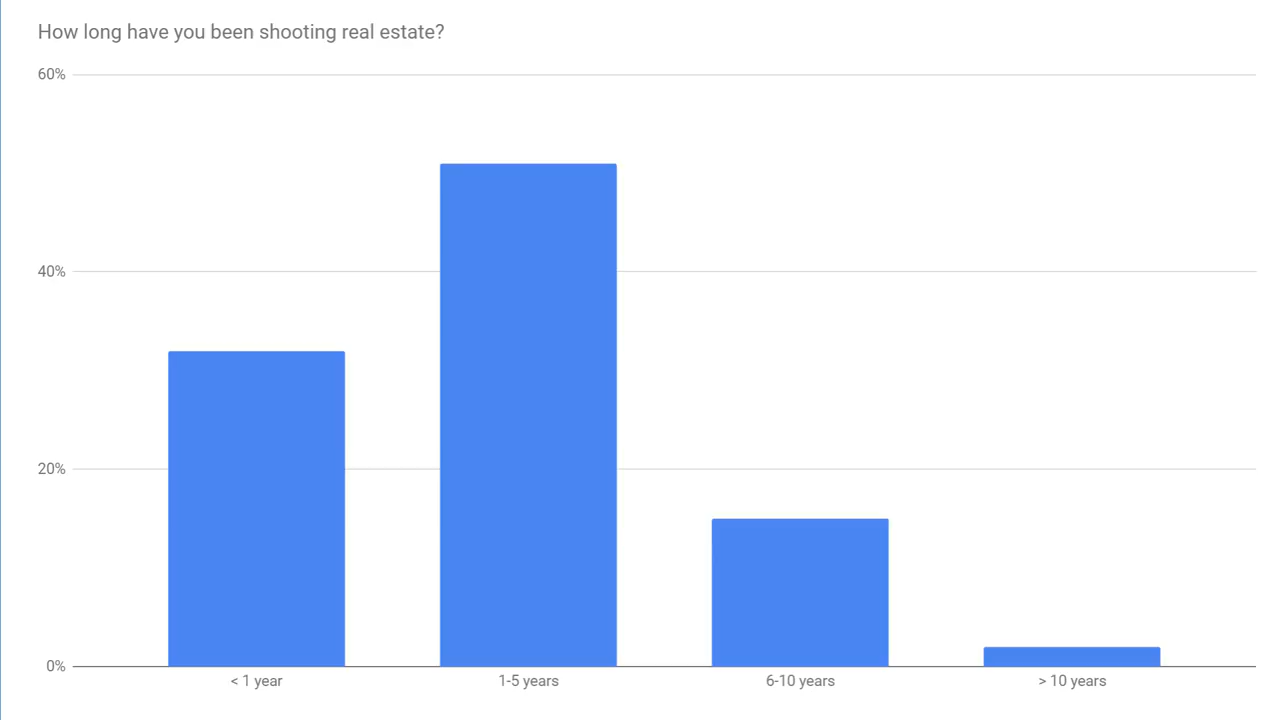 How long have you been shooting real estate?
60%
40%
20%
0%
< 1 year
1-5 years
6-10 years
> 10 years